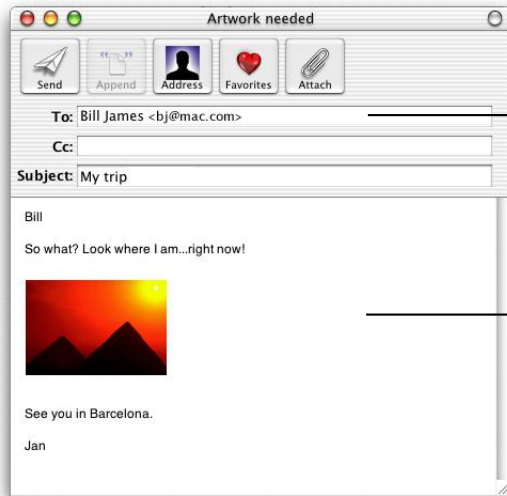 Artwork needed
Send Append Address Favorites Attach
To: Bill James <bj@mac.com>
Cc:
Subject: My trip
Bill
So what? Look where I am...right now!
See you in Barcelona.
Jan